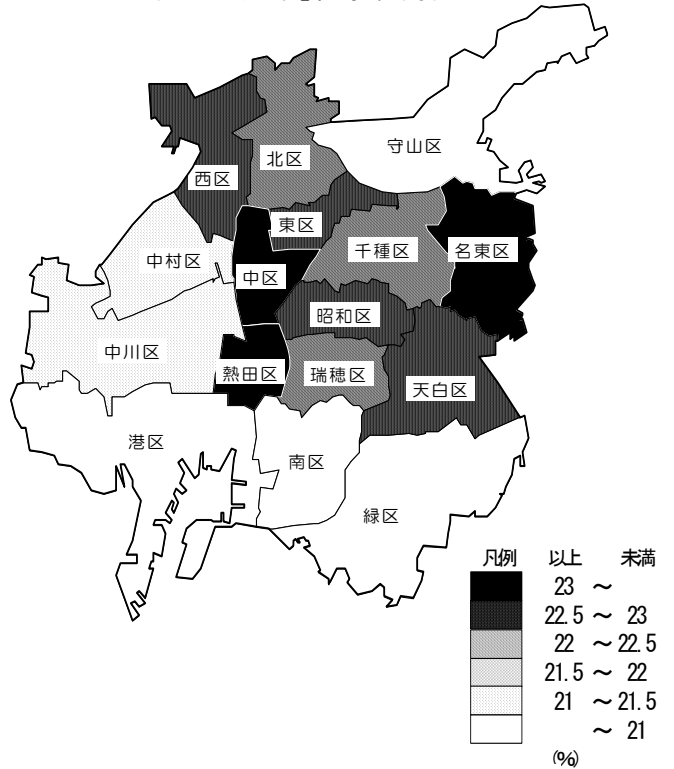 守山区
北区
西区
東区
千種区
名東区
中村区
中区
昭和区
中川区
熱田区
瑞穂区
天白区
港区
南区
緑区
凡例 以上 未満
23 ～
22.5 ～ 23
22 ～ 22.5
21.5 ～ 22
21 ～ 21.5
～ 21
(%)